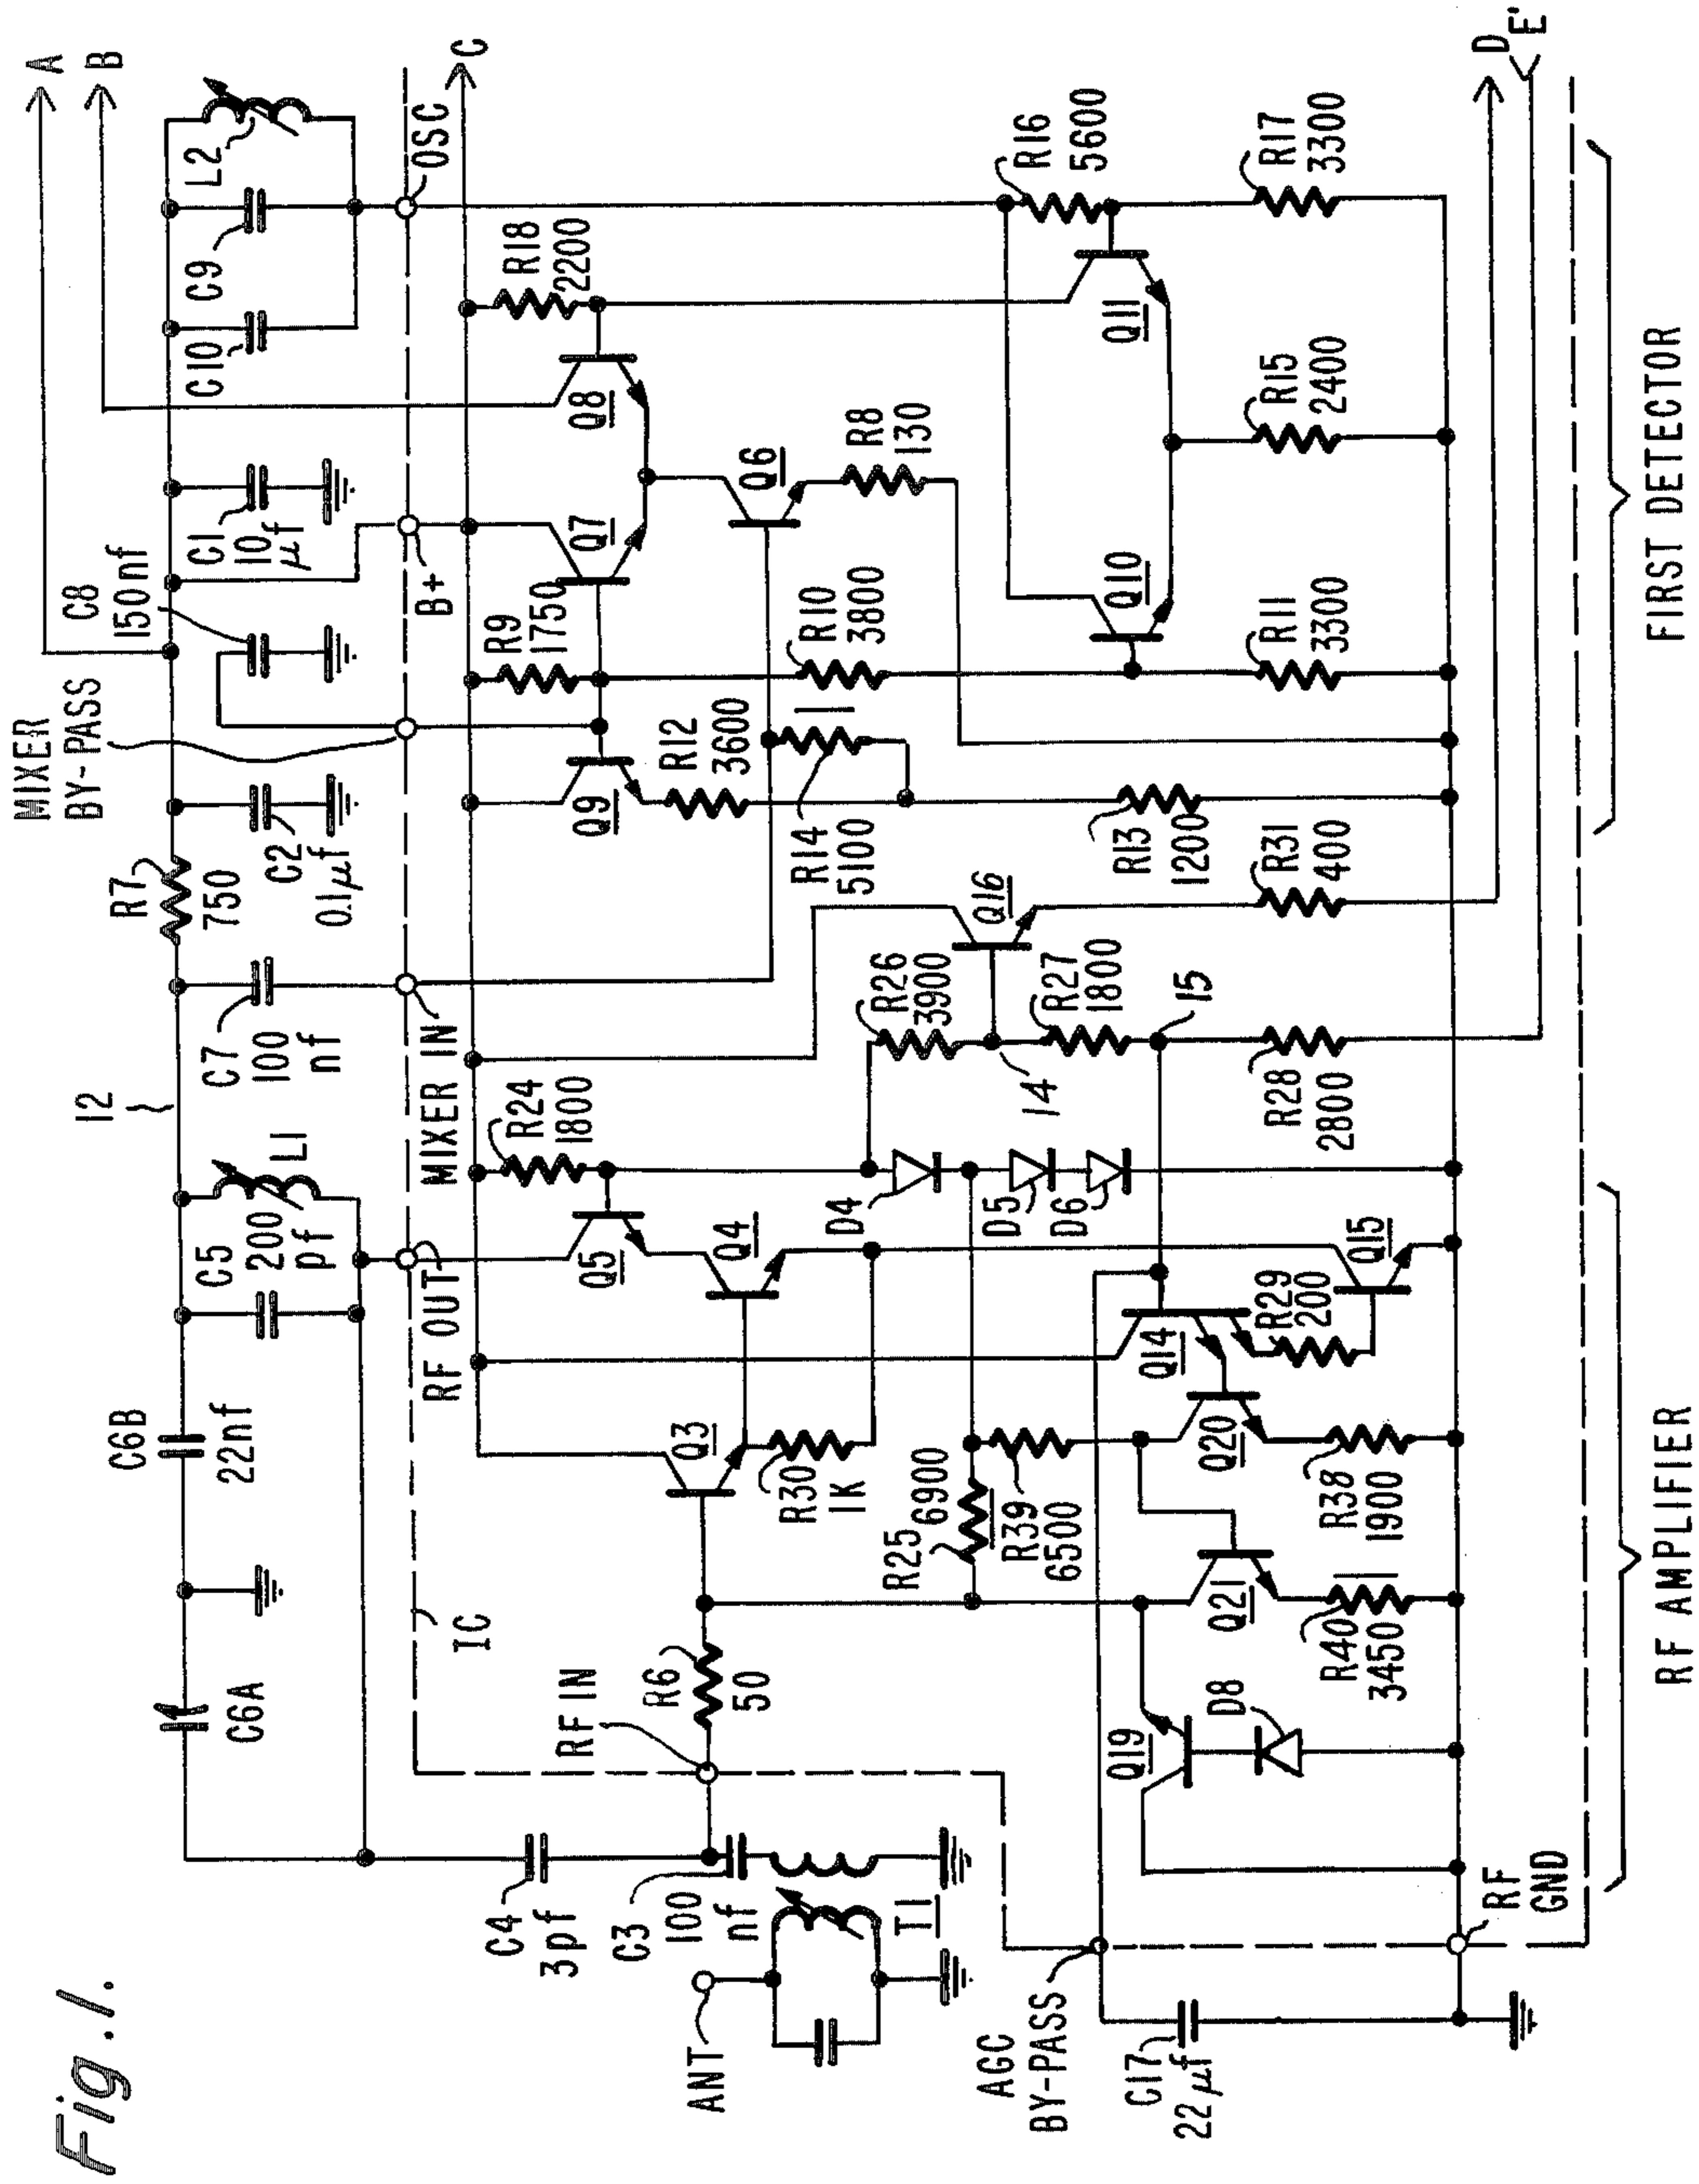 Fig. 1.
MIXER
BY-PASS
A
B
C6B
22nf
C6A
C5
200
pf
L1
12
C7
100
nf
R7
750
C2
0.1µf
C8
150nf
C1
10
µf
C10
C9
L2
C4
3pf
IC
RF OUT
MIXER IN
B+
OSC
C
C3
100
nf
ANT
T1
RF IN
R6
50
Q3
R30
1K
Q5
Q4
R24
1800
Q9
R12
3600
R9
1750
Q7
Q8
R18
2200
Q6
R8
130
R14
5100
R10
3800
R25
6900
R39
6500
D4
D5
D6
R26
3900
14
R27
1800
15
Q16
Q10
Q11
R16
5600
AGC
BY-PASS
C17
22 µf
Q19
D8
Q21
R40
3450
Q20
R38
1900
Q14
R29
200
Q15
R28
2800
R31
400
R13
1200
R11
3300
R15
2400
R17
3300
RF
GND
D
E'
RF AMPLIFIER
FIRST DETECTOR